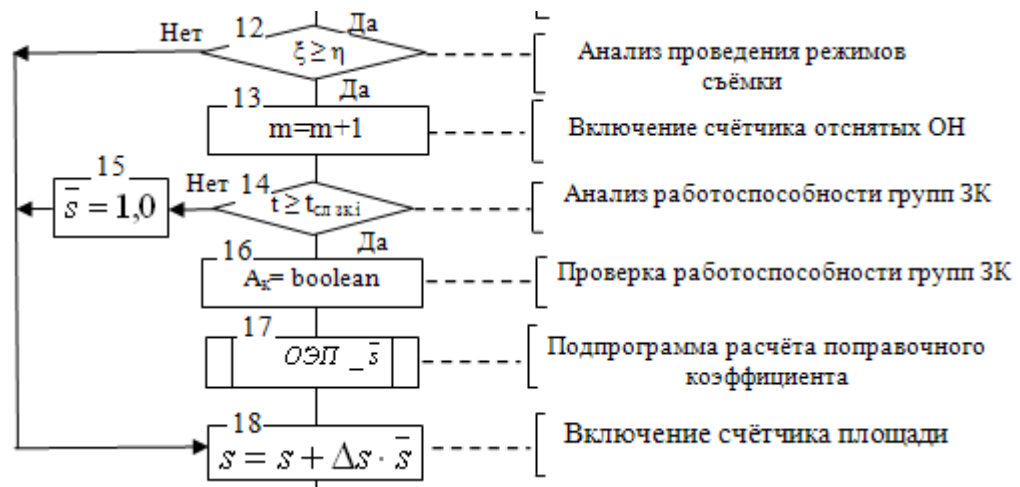 Нет 12 Да
ξ ≥ η
Анализ проведения режимов
съёмки
Да
13
m=m+1
Включение счётчика отснятых ОН
15
s̄ = 1,0
Нет 14
t ≥ tсл зкi
Анализ работоспособности групп ЗК
Да
16
Aк= boolean
Проверка работоспособности групп ЗК
17
ОЭП _ s̄
Подпрограмма расчёта поправочного
коэффициента
18
s = s + Δs · s̄
Включение счётчика площади